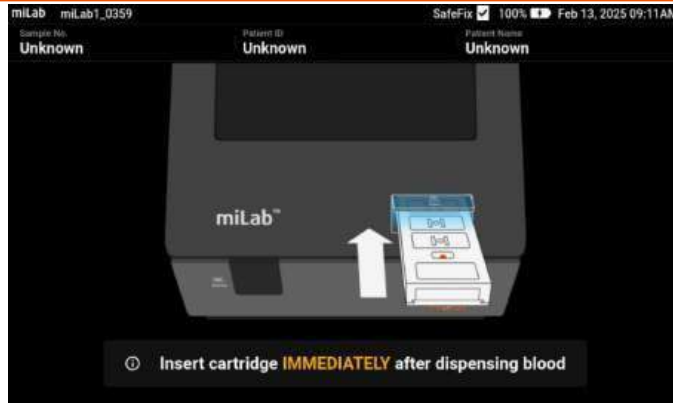 miLab miLab1_0359 SafeFix 100% Feb 13, 2025 09:11AM
Sample No. Patient ID Patient Name
Unknown Unknown Unknown
miLab™
Insert cartridge IMMEDIATELY after dispensing blood